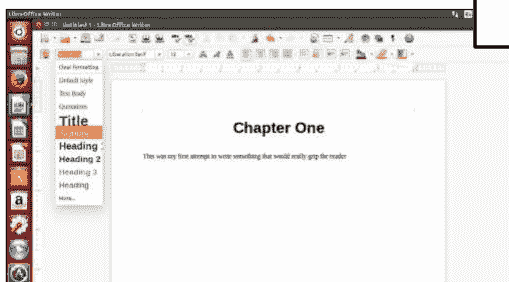 LibreOffice Writer
Untitled 1 - LibreOffice Writer
Liberation Serif
Clear Formatting
Default Style
Text Body
Quotations
Title
Heading 1
Heading 2
Heading 3
Heading
More...
Chapter One
This was my first attempt to write something that would really grip the reader
a
A